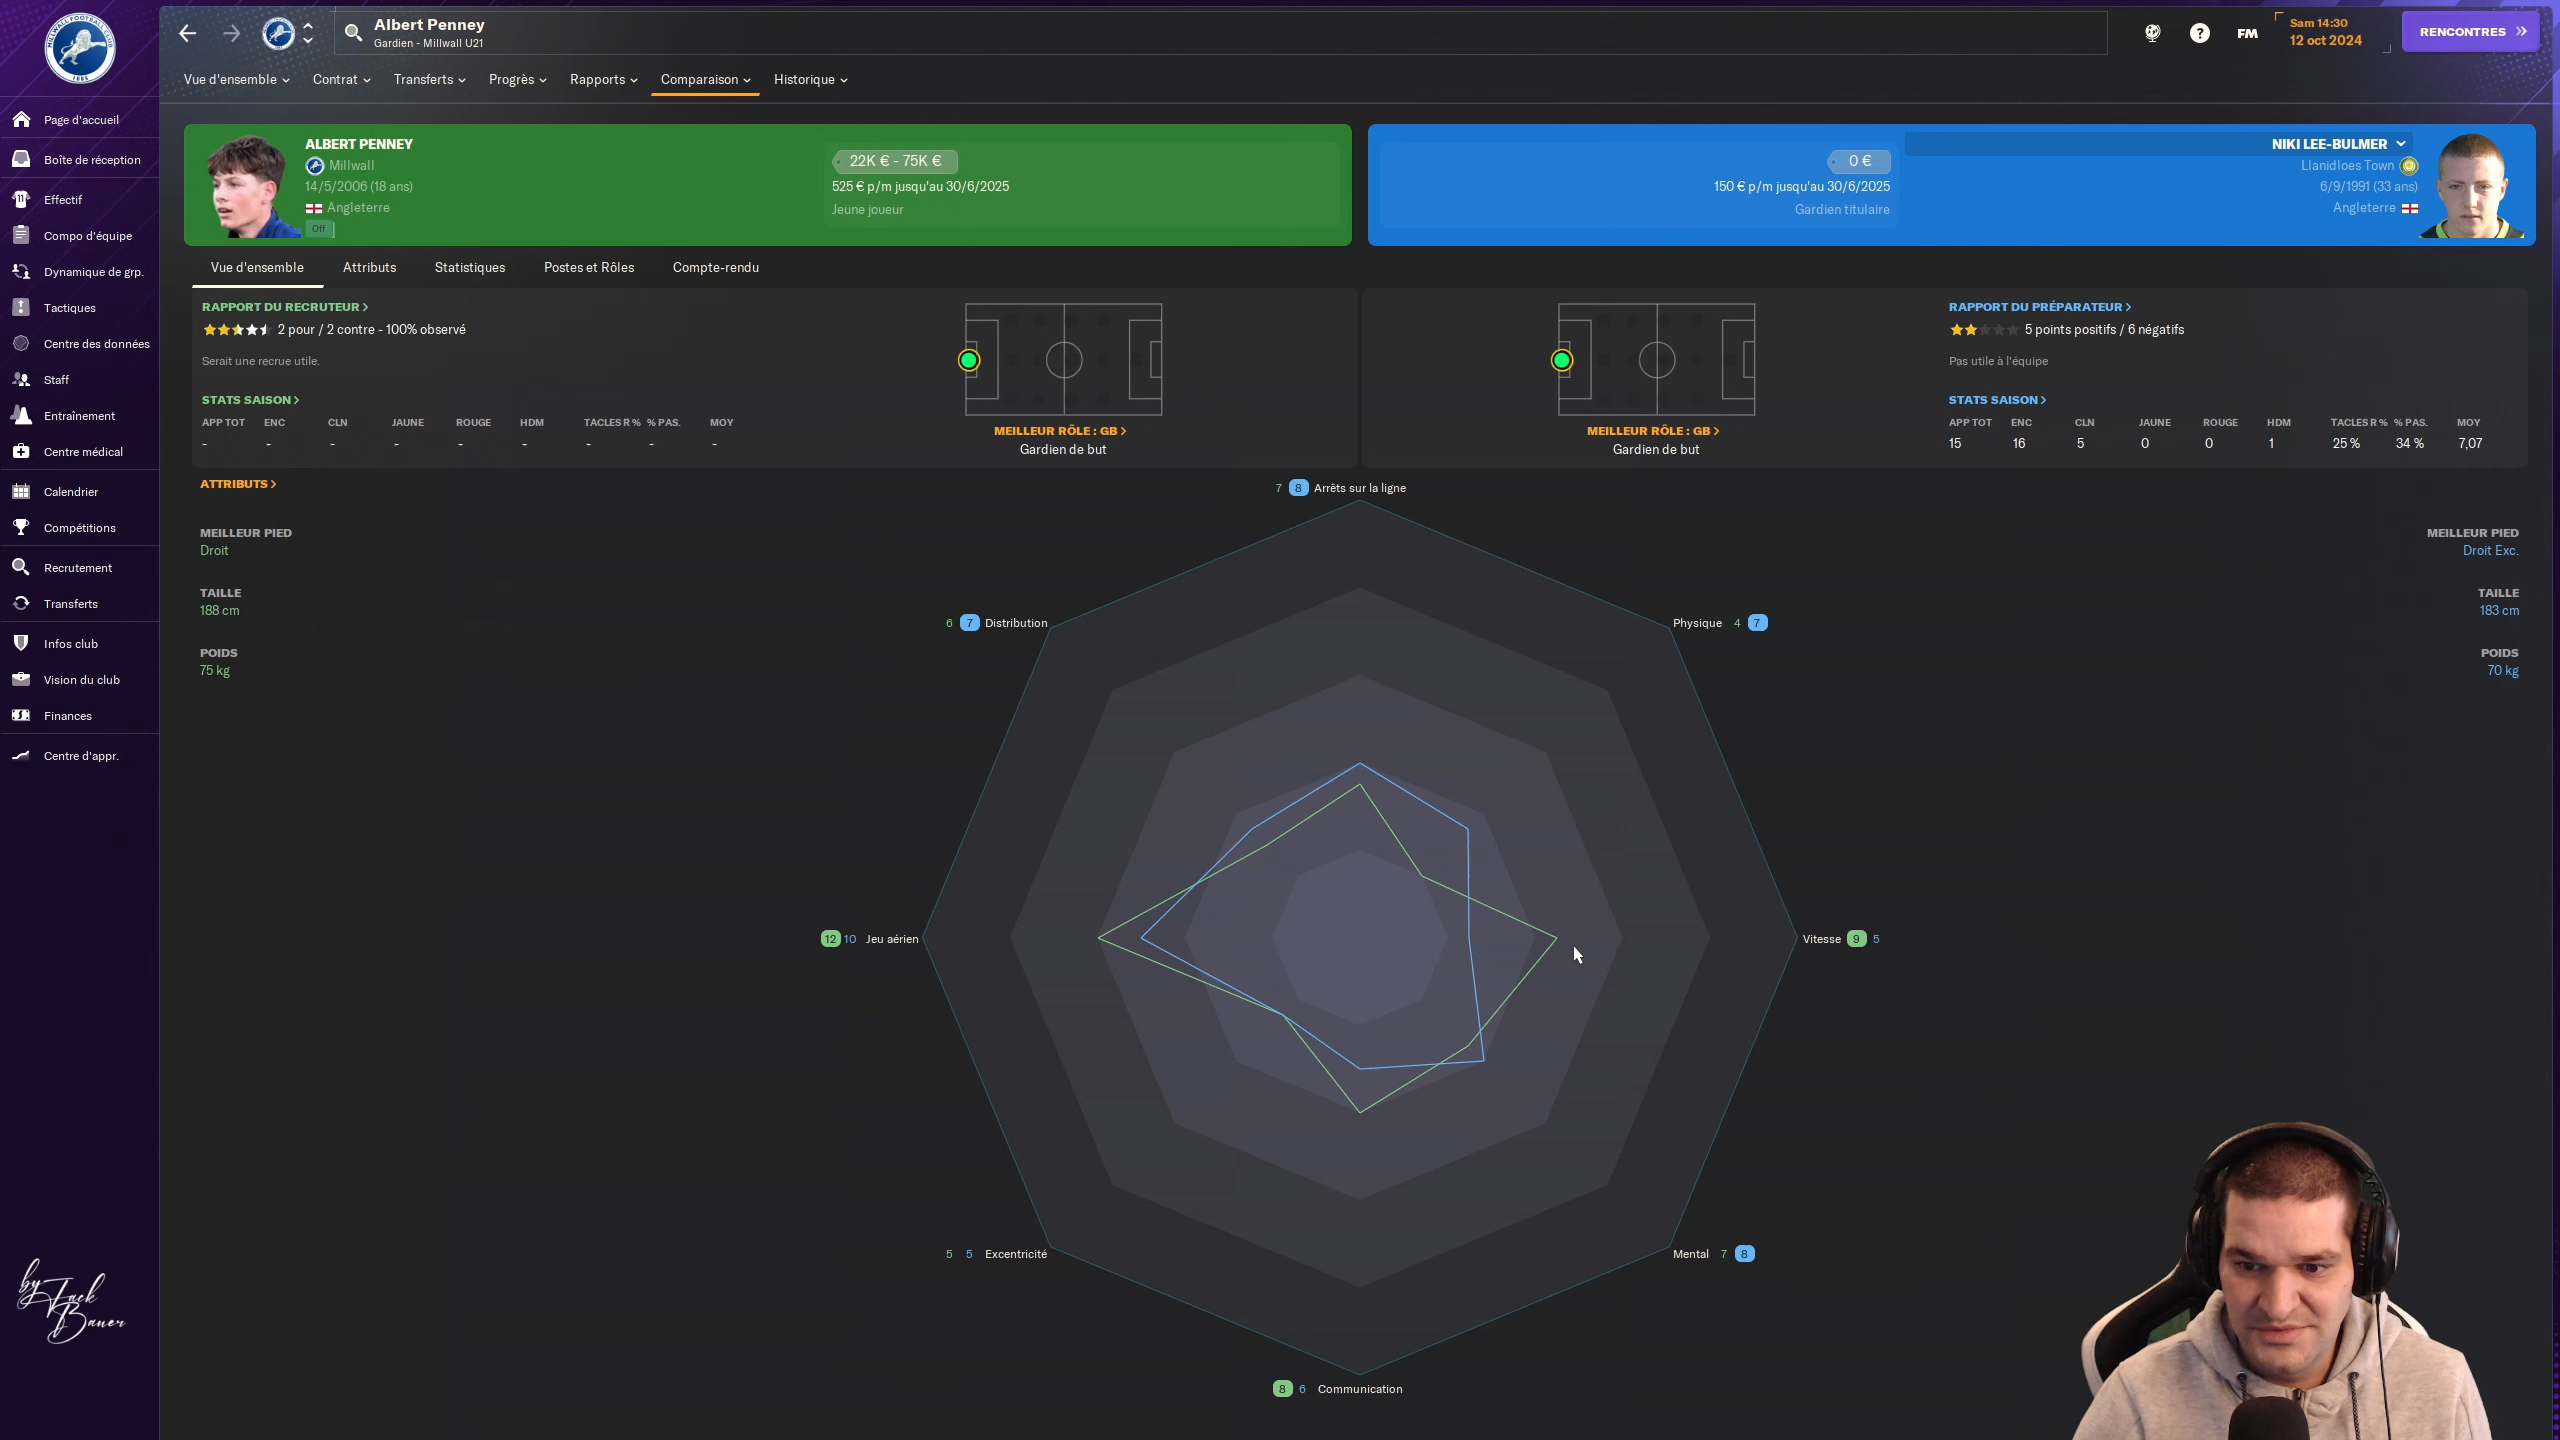 Albert Penney
Gardien - Millwall U21
FM
Sam 14:30
12 oct 2024
RENCONTRES
Vue d'ensemble
Contrat
Transferts
Progrès
Rapports
Comparaison
Historique
MILLWALL FOOTBALL CLUB
1885
Page d'accueil
Boîte de réception
Effectif
Compo d'équipe
Dynamique de grp.
Tactiques
Centre des données
Staff
Entraînement
Centre médical
Calendrier
Compétitions
Recrutement
Transferts
Infos club
Vision du club
Finances
Centre d'appr.
by Jack Bauer
ALBERT PENNEY
Millwall
14/5/2006 (18 ans)
Angleterre
Off
22K € - 75K €
525 € p/m jusqu'au 30/6/2025
Jeune joueur
0 €
150 € p/m jusqu'au 30/6/2025
Gardien titulaire
NIKI LEE-BULMER
Llanidloes Town
6/9/1991 (33 ans)
Angleterre
Vue d'ensemble
Attributs
Statistiques
Postes et Rôles
Compte-rendu
RAPPORT DU RECRUTEUR
2 pour / 2 contre - 100% observé
Serait une recrue utile.
STATS SAISON
APP TOT ENC CLN JAUNE ROUGE HDM TACLES R % % PAS. MOY
- - - - - - - - -
MEILLEUR RÔLE : GB
Gardien de but
MEILLEUR RÔLE : GB
Gardien de but
RAPPORT DU PRÉPARATEUR
5 points positifs / 6 négatifs
Pas utile à l'équipe
STATS SAISON
APP TOT ENC CLN JAUNE ROUGE HDM TACLES R % % PAS. MOY
15 16 5 0 0 1 25 % 34 % 7,07
ATTRIBUTS
MEILLEUR PIED
Droit
TAILLE
188 cm
POIDS
75 kg
7 8 Arrêts sur la ligne
6 7 Distribution
Physique 4 7
12 10 Jeu aérien
Vitesse 9 5
5 5 Excentricité
Mental 7 8
8 6 Communication
MEILLEUR PIED
Droit Exc.
TAILLE
183 cm
POIDS
70 kg